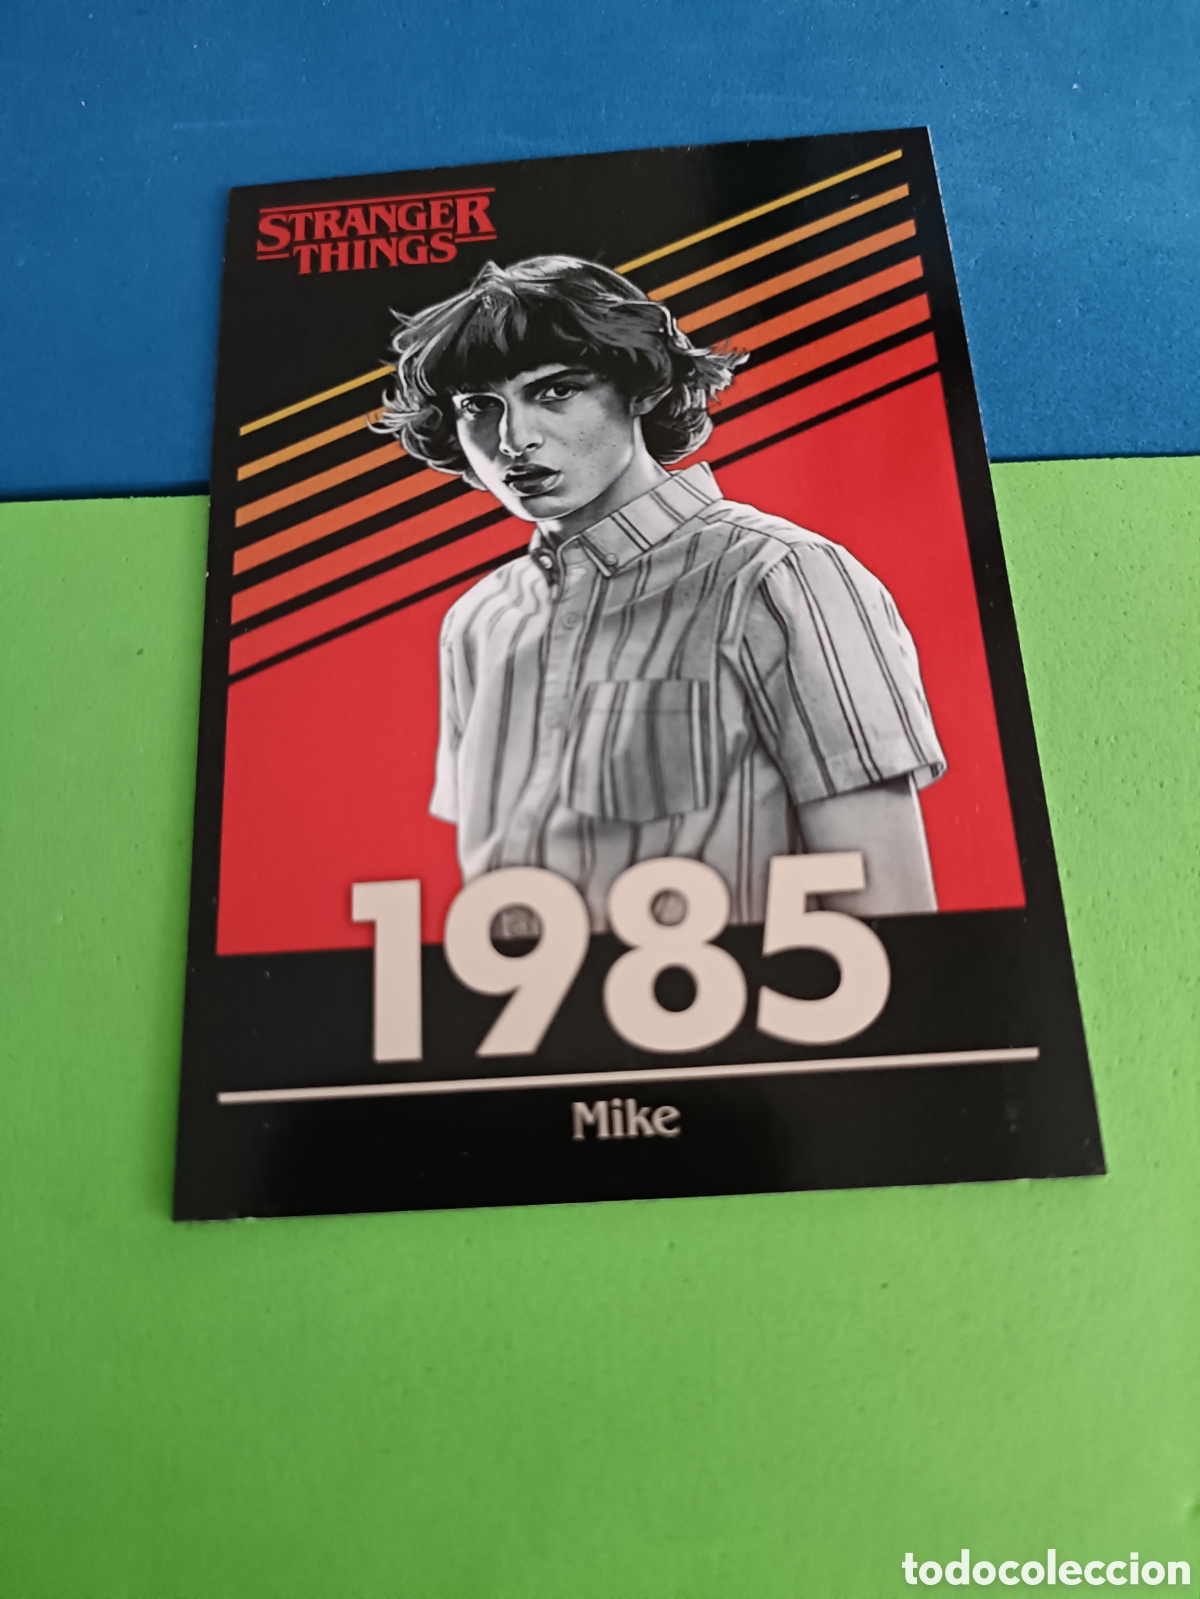 STRANGER
THINGS
1985
Mike
todocoleccion